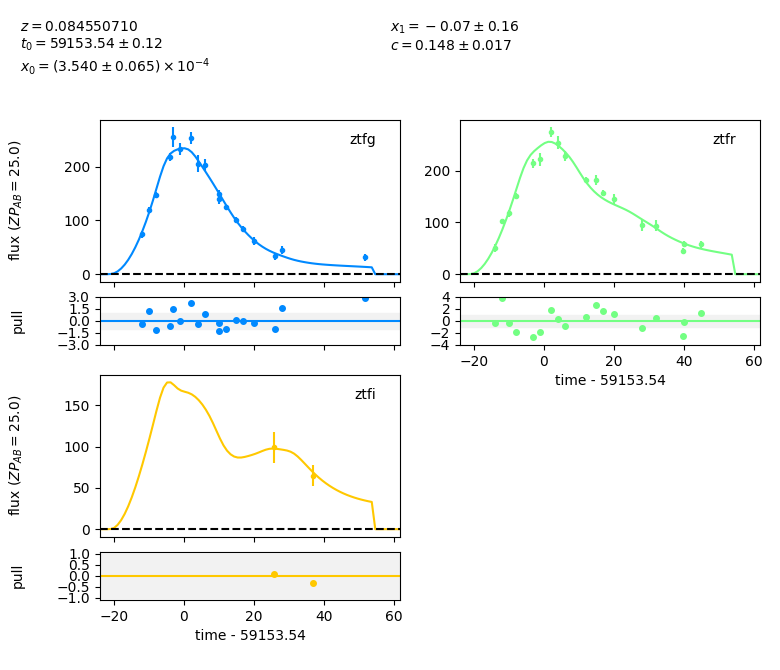 z = 0.084550710
t₀ = 59153.54 ± 0.12
x₀ = (3.540 ± 0.065) × 10⁻⁴
x₁ = −0.07 ± 0.16
c = 0.148 ± 0.017
flux (ZP_AB = 25.0)
ztfg
200
100
0
ztfr
200
100
0
pull
3.0
1.5
0.0
−1.5
−3.0
4
2
0
−2
−4
−20 0 20 40 60
time - 59153.54
flux (ZP_AB = 25.0)
ztfi
150
100
50
0
pull
1.0
0.5
0.0
−0.5
−1.0
−20 0 20 40 60
time - 59153.54